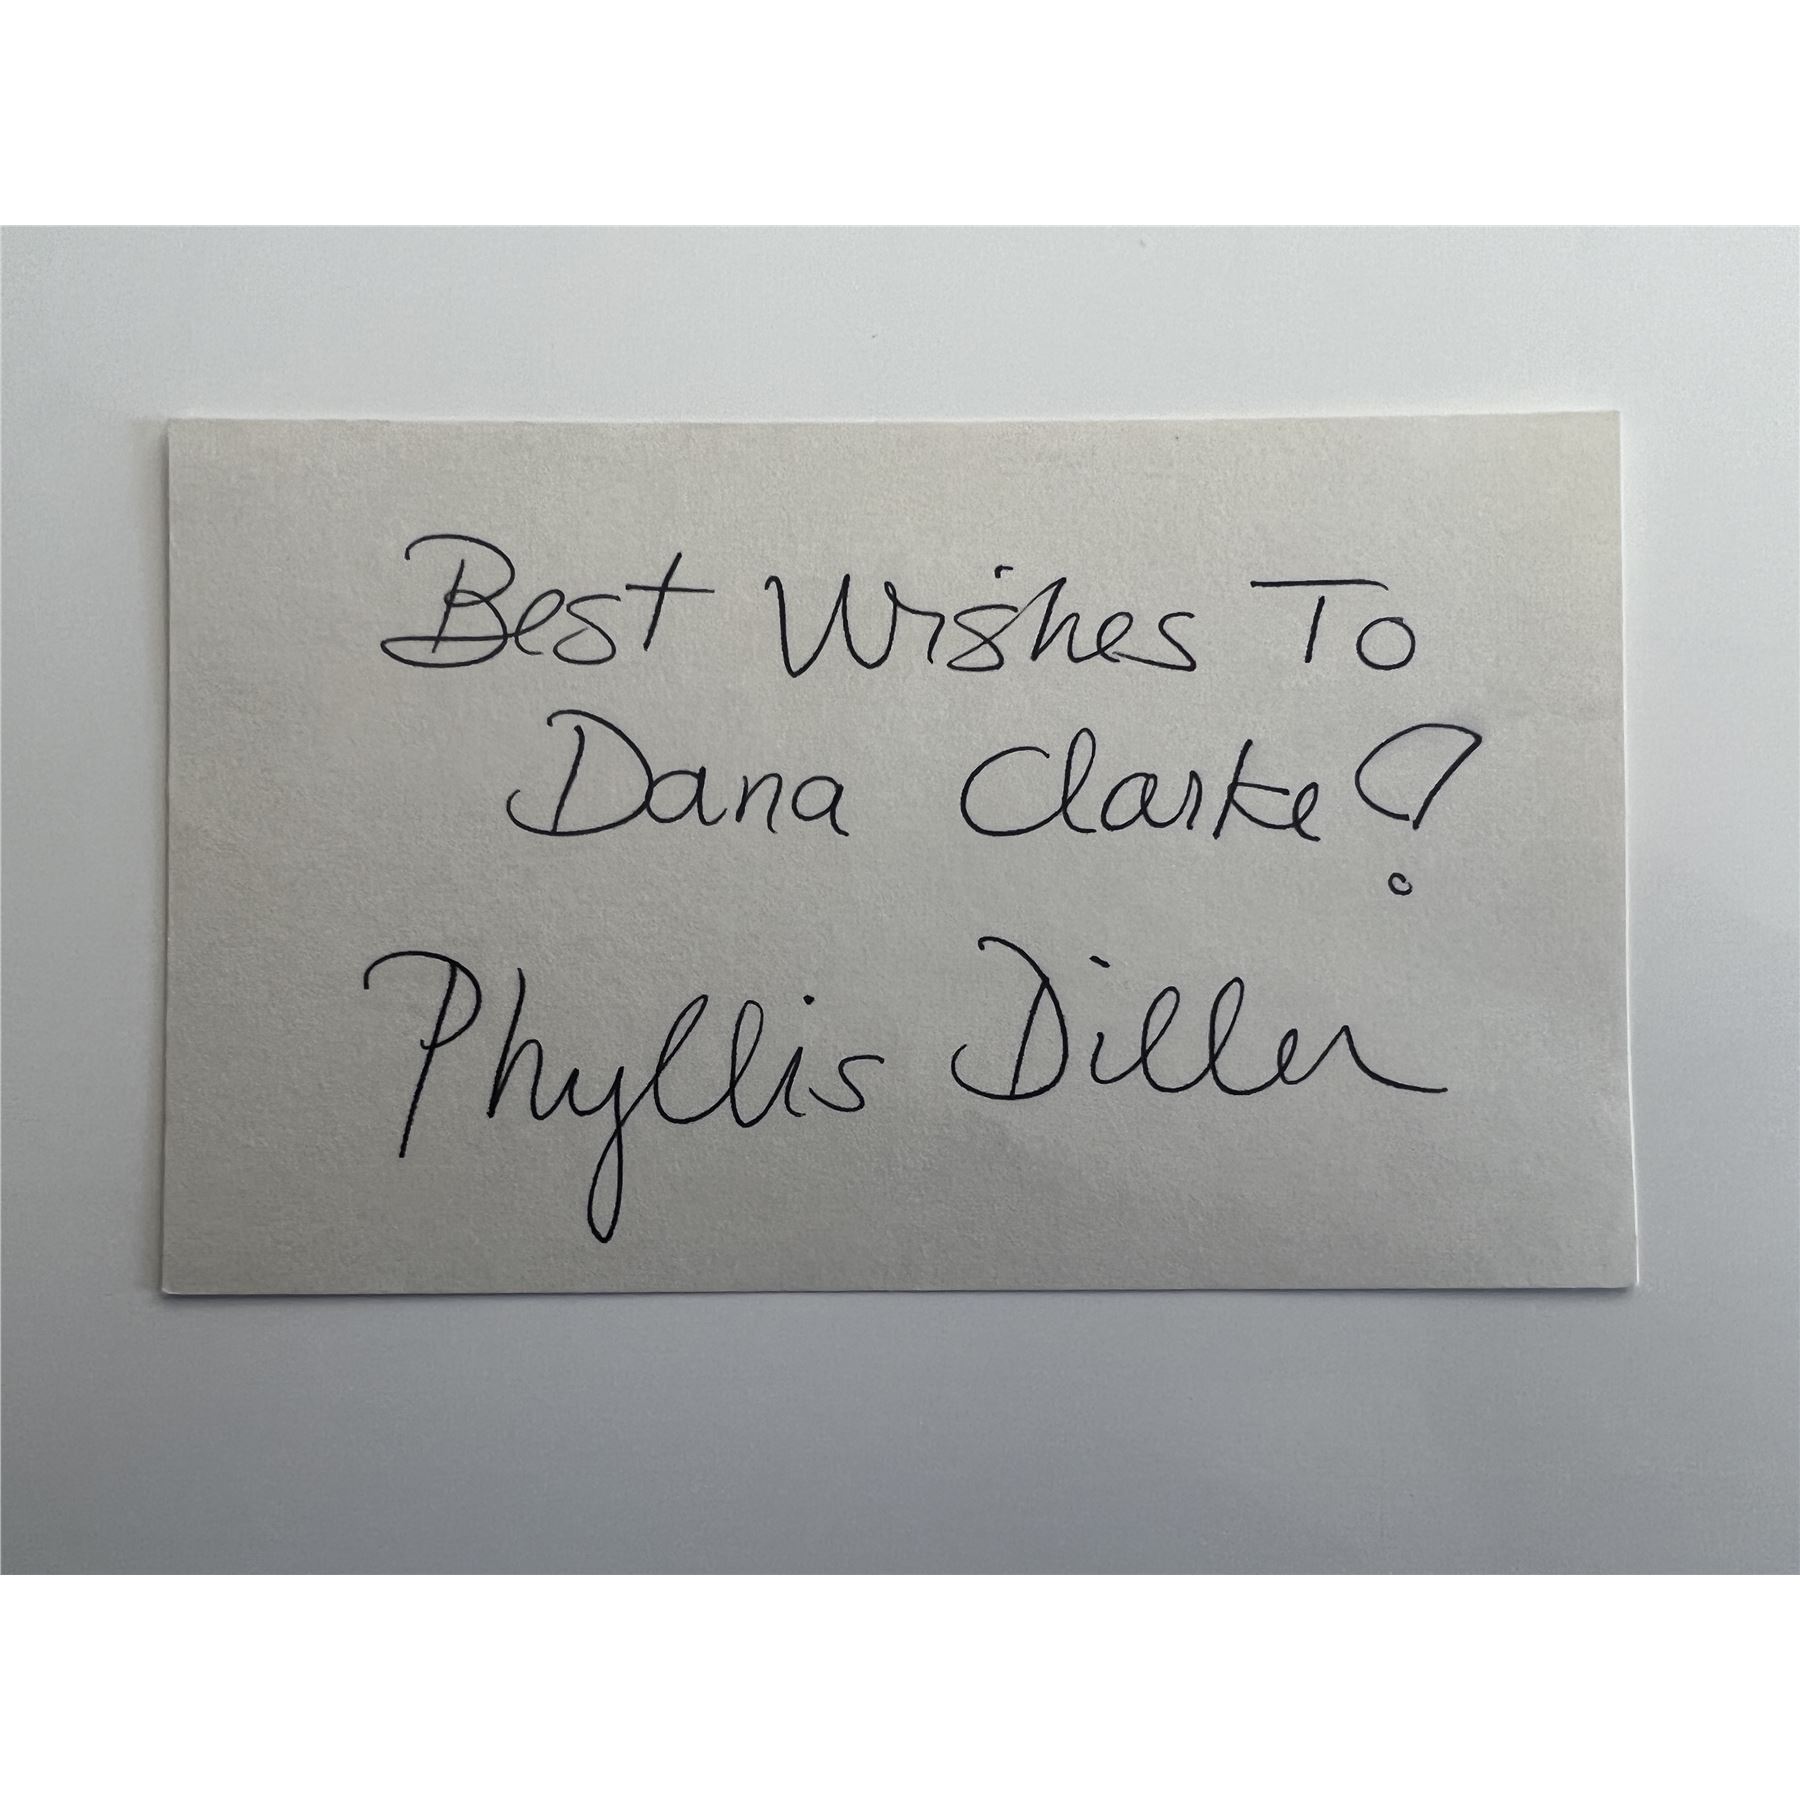 Best Wishes To
Dana Clarke!
Phyllis Diller